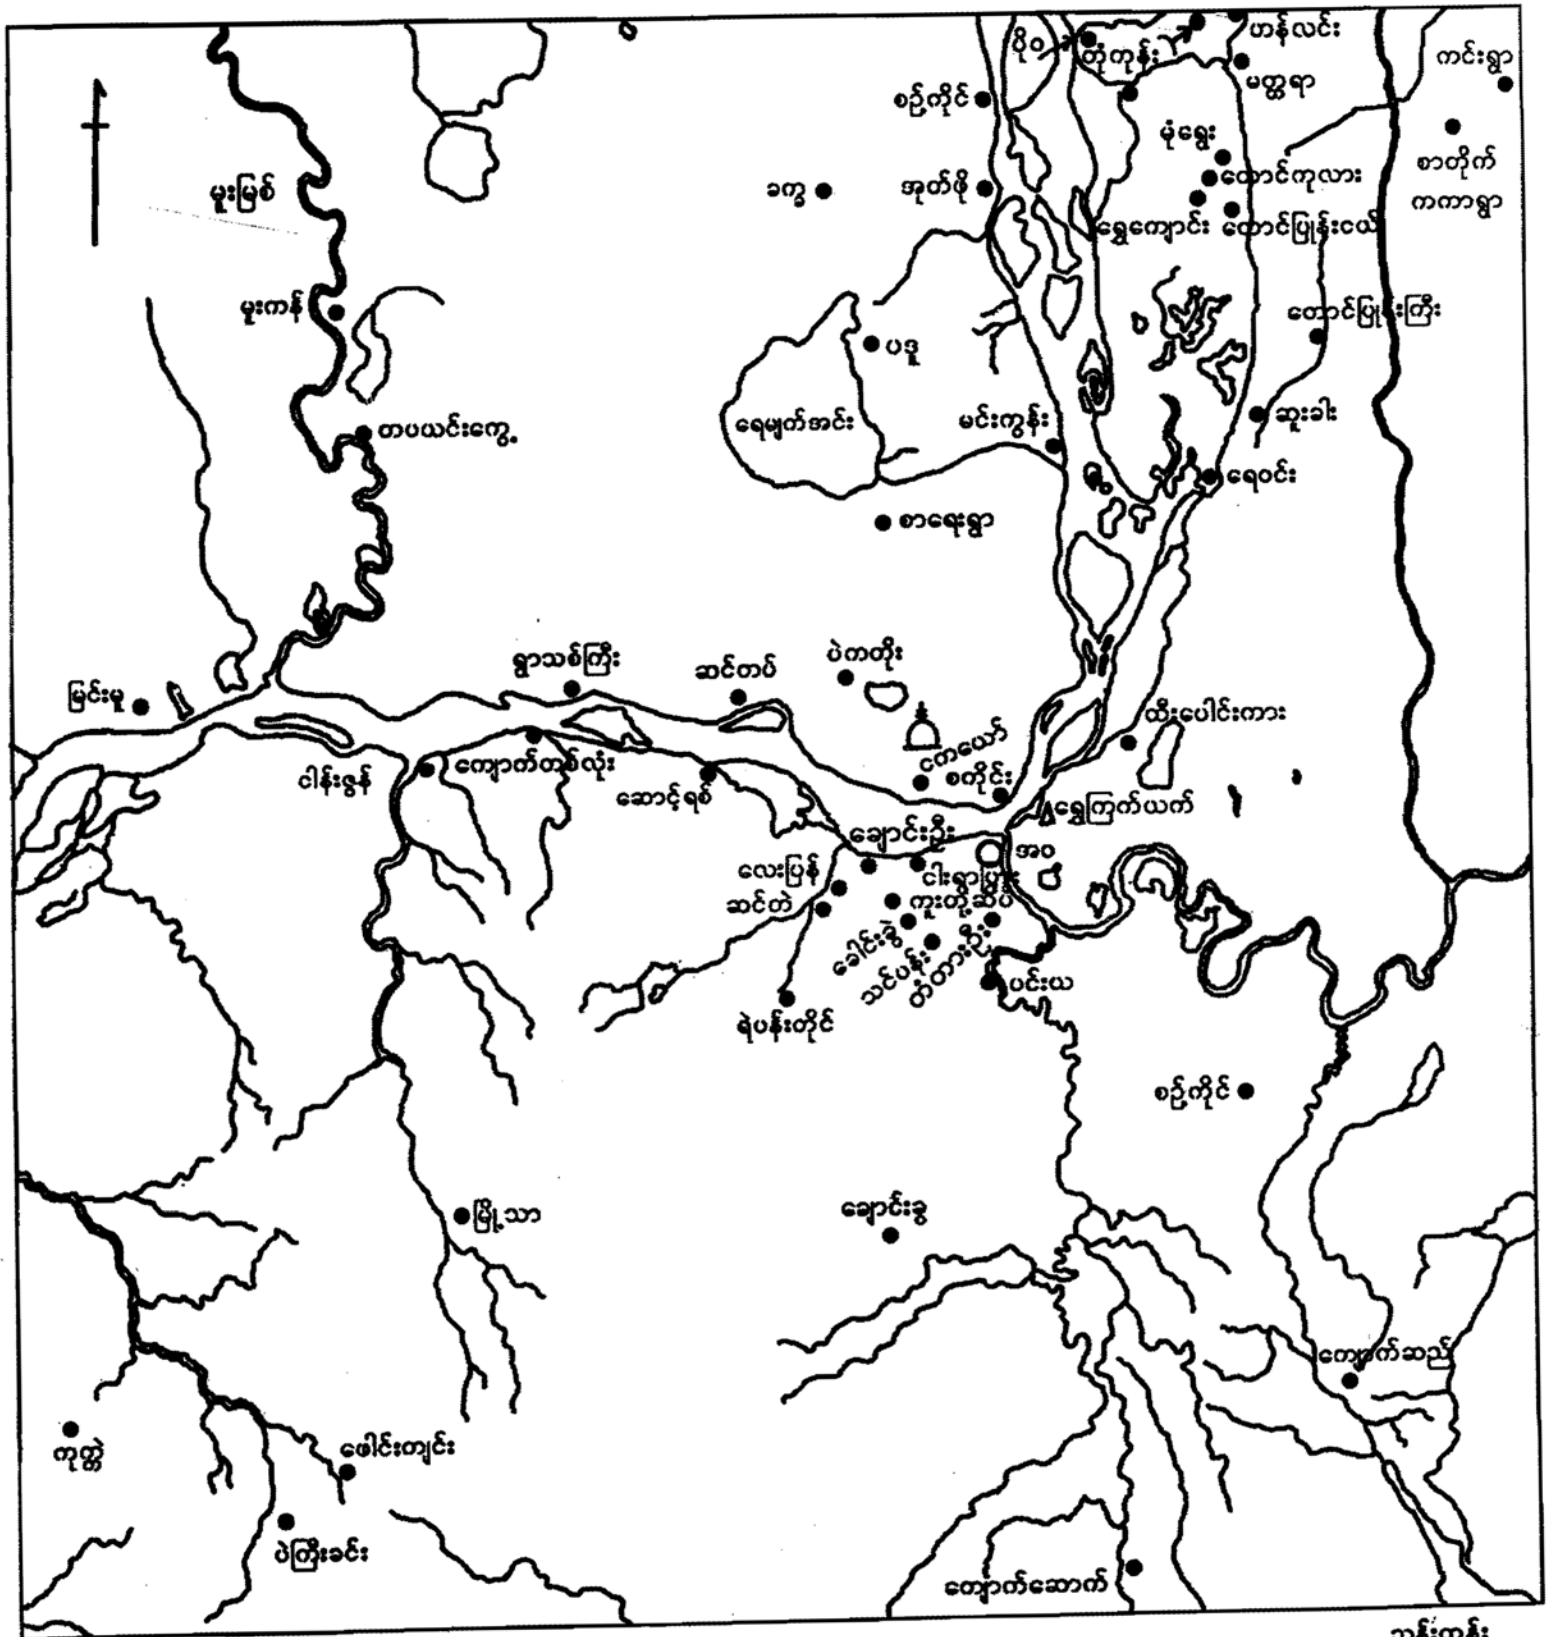 ပိုဝ
တုံကုန်း
ဟန်လင်း
မတ္တရာ
ကင်းရွာ
စဉ့်ကိုင်
မုံရွေး
စာတိုက်
ကကာရွာ
မူးမြစ်
ခက္ခ
အုတ်ဖို
တောင်ကုလား
ရွှေကျောင်း
တောင်ပြုန်းငယ်
မူးကန်
တောင်ပြုန်းကြီး
ပဒူ
တပယင်းကွေ့
ရေမျက်အင်း
မင်းကွန်း
ဆူးခါး
ရေဝင်း
စာရေးရွာ
မြင်းမူ
ရွာသစ်ကြီး
ဆင်တပ်
ပဲကတိုး
ထီးပေါင်းကား
ငါန်းဇွန်
ကျောက်တစ်လုံး
ဆောင့်ရစ်
ငကယော်
စကိုင်း
ရွှေကြက်ယက်
ချောင်းဦး
အဝ
လေးပြန်
ဆင်တဲ
ကူးတို့ဆိပ်
ခေါင်းခွဲ
သင်ပန်း
တံတားဦး
ပင်းယ
ရဲပန်းတိုင်
စဉ့်ကိုင်
မြို့သာ
ချောင်းခွ
ကျောက်ဆည်
ကုက္ကဲ
ဖေါင်းကျင်း
ပဲကြီးခင်း
ကျောက်ဆောက်